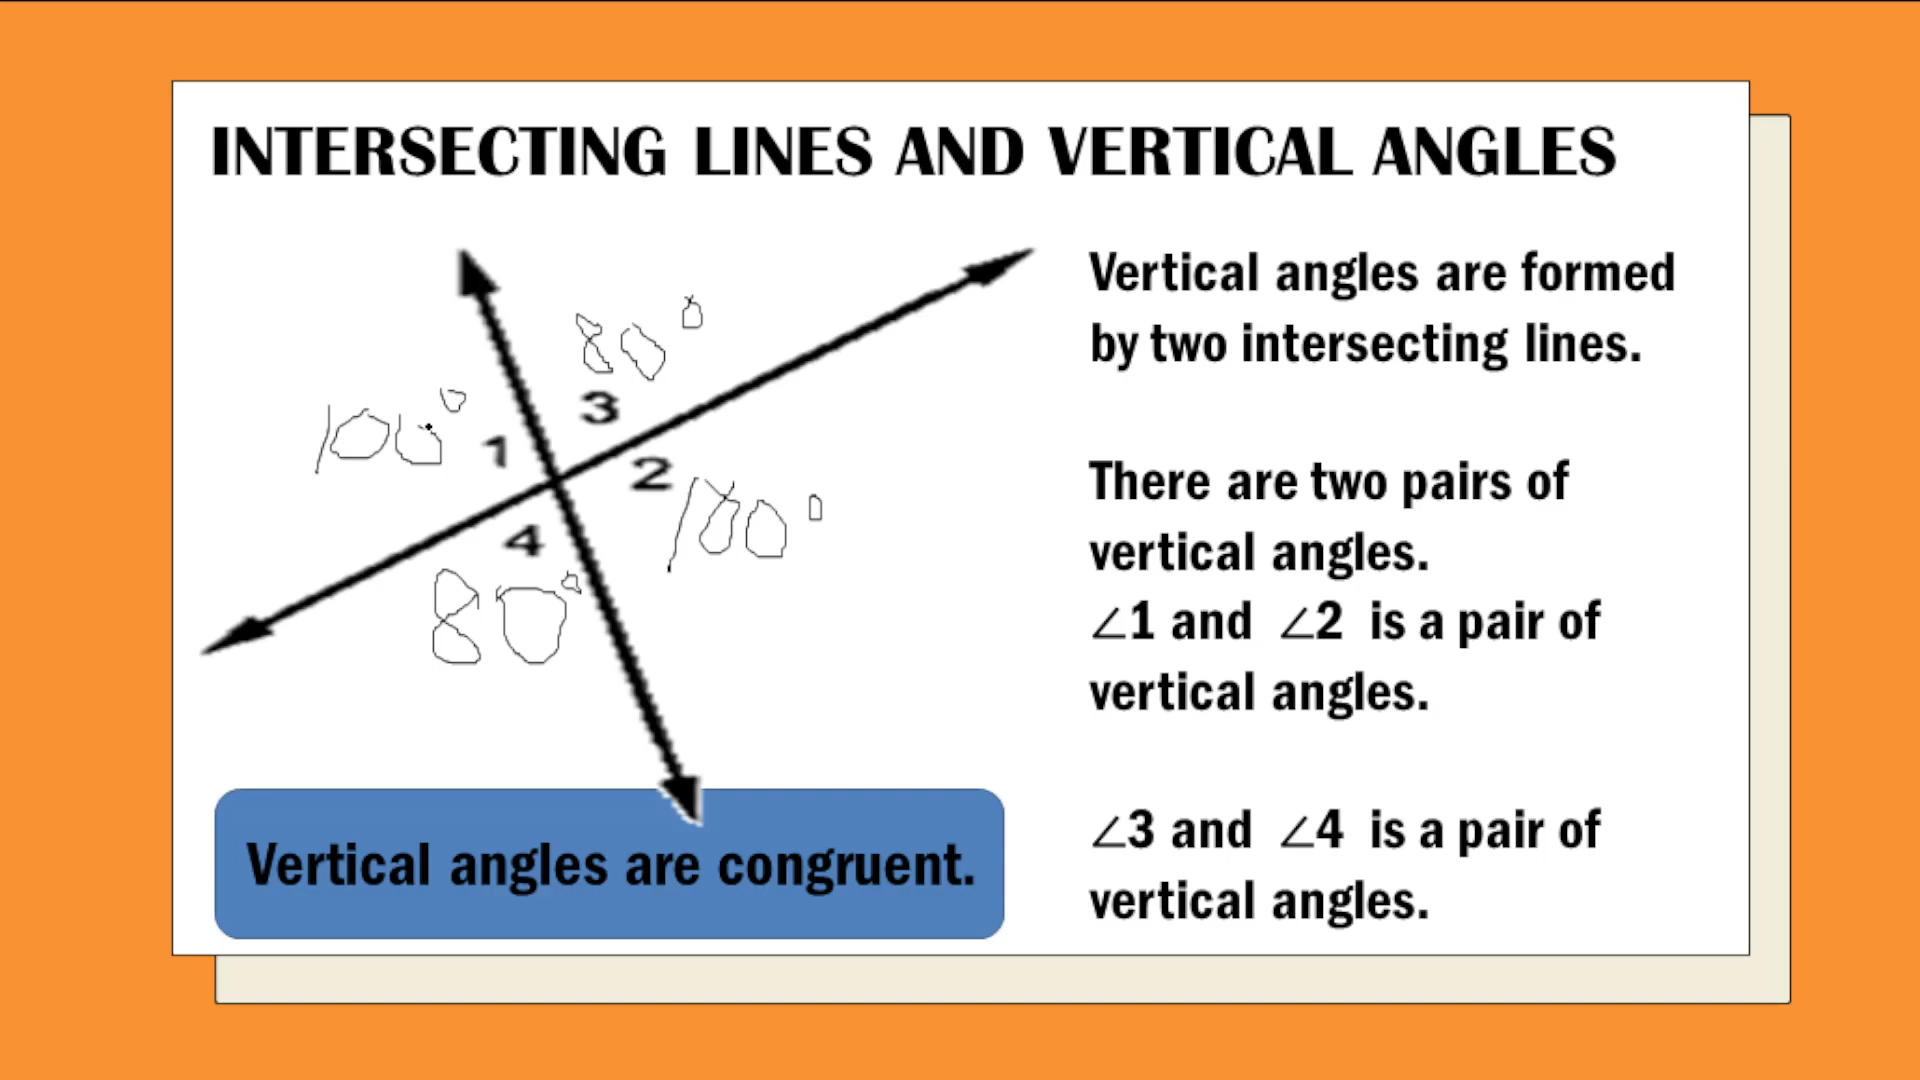 INTERSECTING LINES AND VERTICAL ANGLES
80°
100°
3
1
2
100°
4
80°
Vertical angles are congruent.
Vertical angles are formed
by two intersecting lines.
There are two pairs of
vertical angles.
∠1 and ∠2 is a pair of
vertical angles.
∠3 and ∠4 is a pair of
vertical angles.